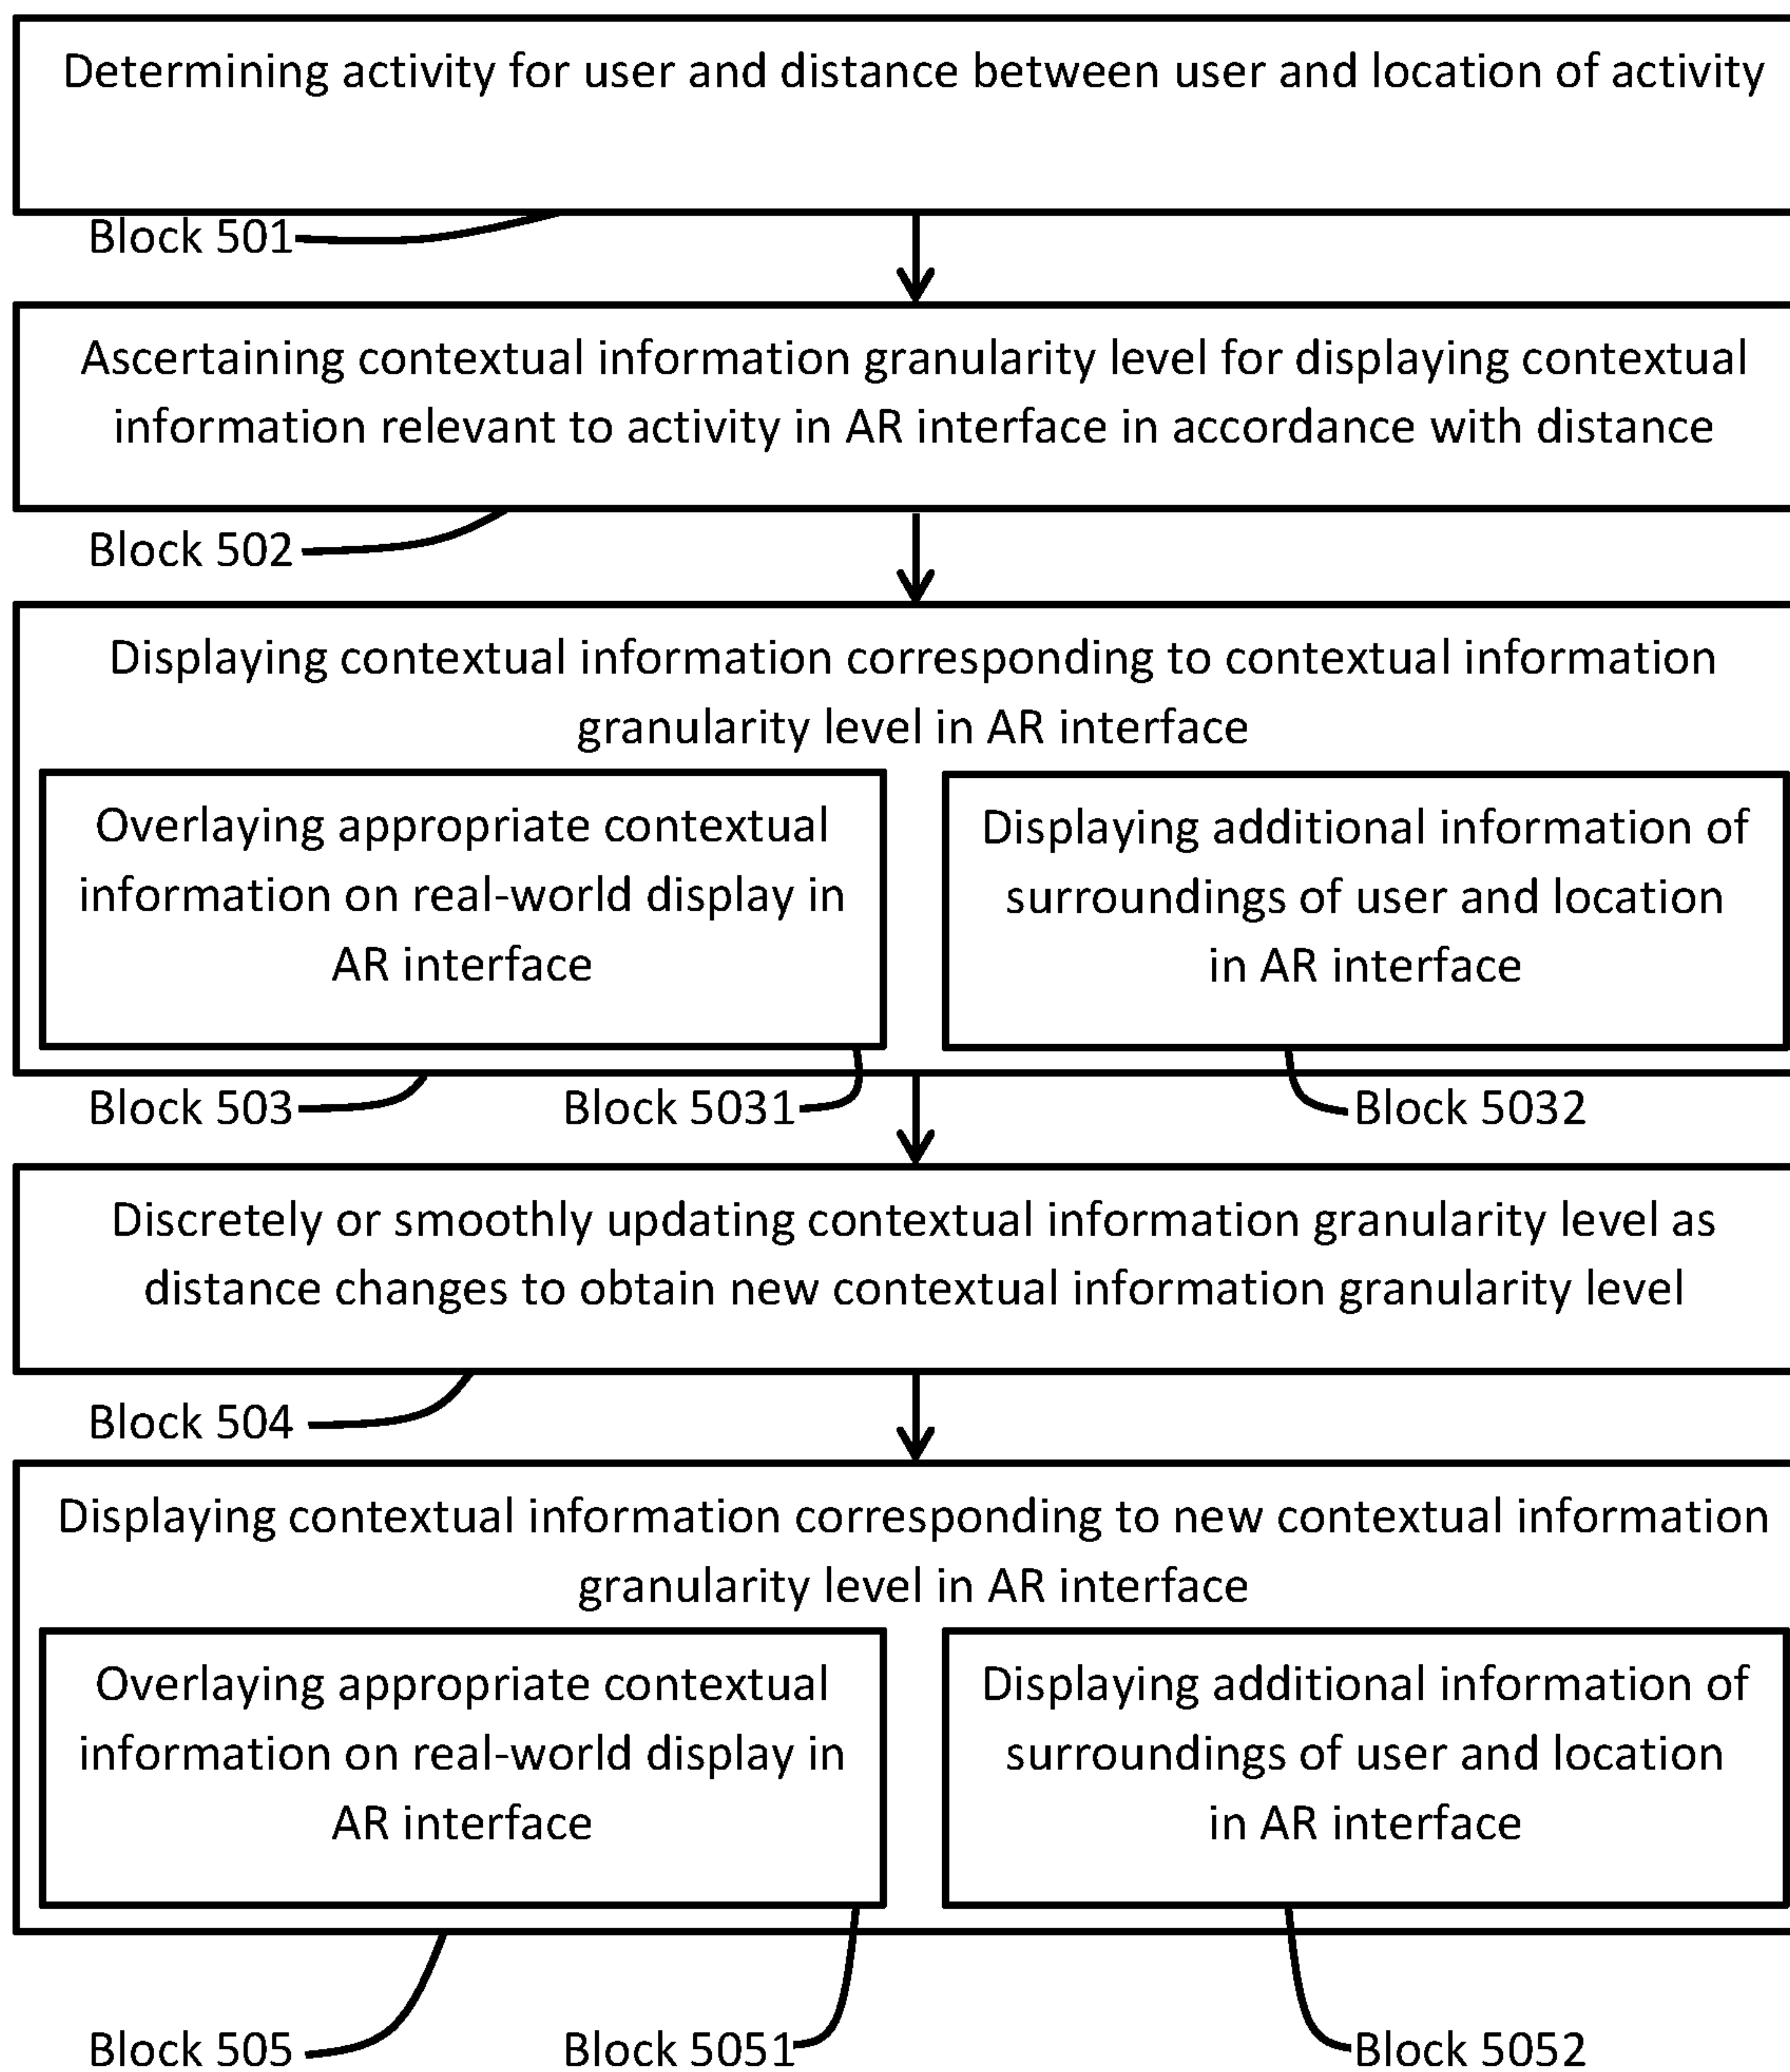 Determining activity for user and distance between user and location of activity
Block 501
Ascertaining contextual information granularity level for displaying contextual
information relevant to activity in AR interface in accordance with distance
Block 502
Displaying contextual information corresponding to contextual information
granularity level in AR interface
Overlaying appropriate contextual
information on real-world display in
AR interface
Displaying additional information of
surroundings of user and location
in AR interface
Block 503
Block 5031
Block 5032
Discretely or smoothly updating contextual information granularity level as
distance changes to obtain new contextual information granularity level
Block 504
Displaying contextual information corresponding to new contextual information
granularity level in AR interface
Overlaying appropriate contextual
information on real-world display in
AR interface
Displaying additional information of
surroundings of user and location
in AR interface
Block 505
Block 5051
Block 5052